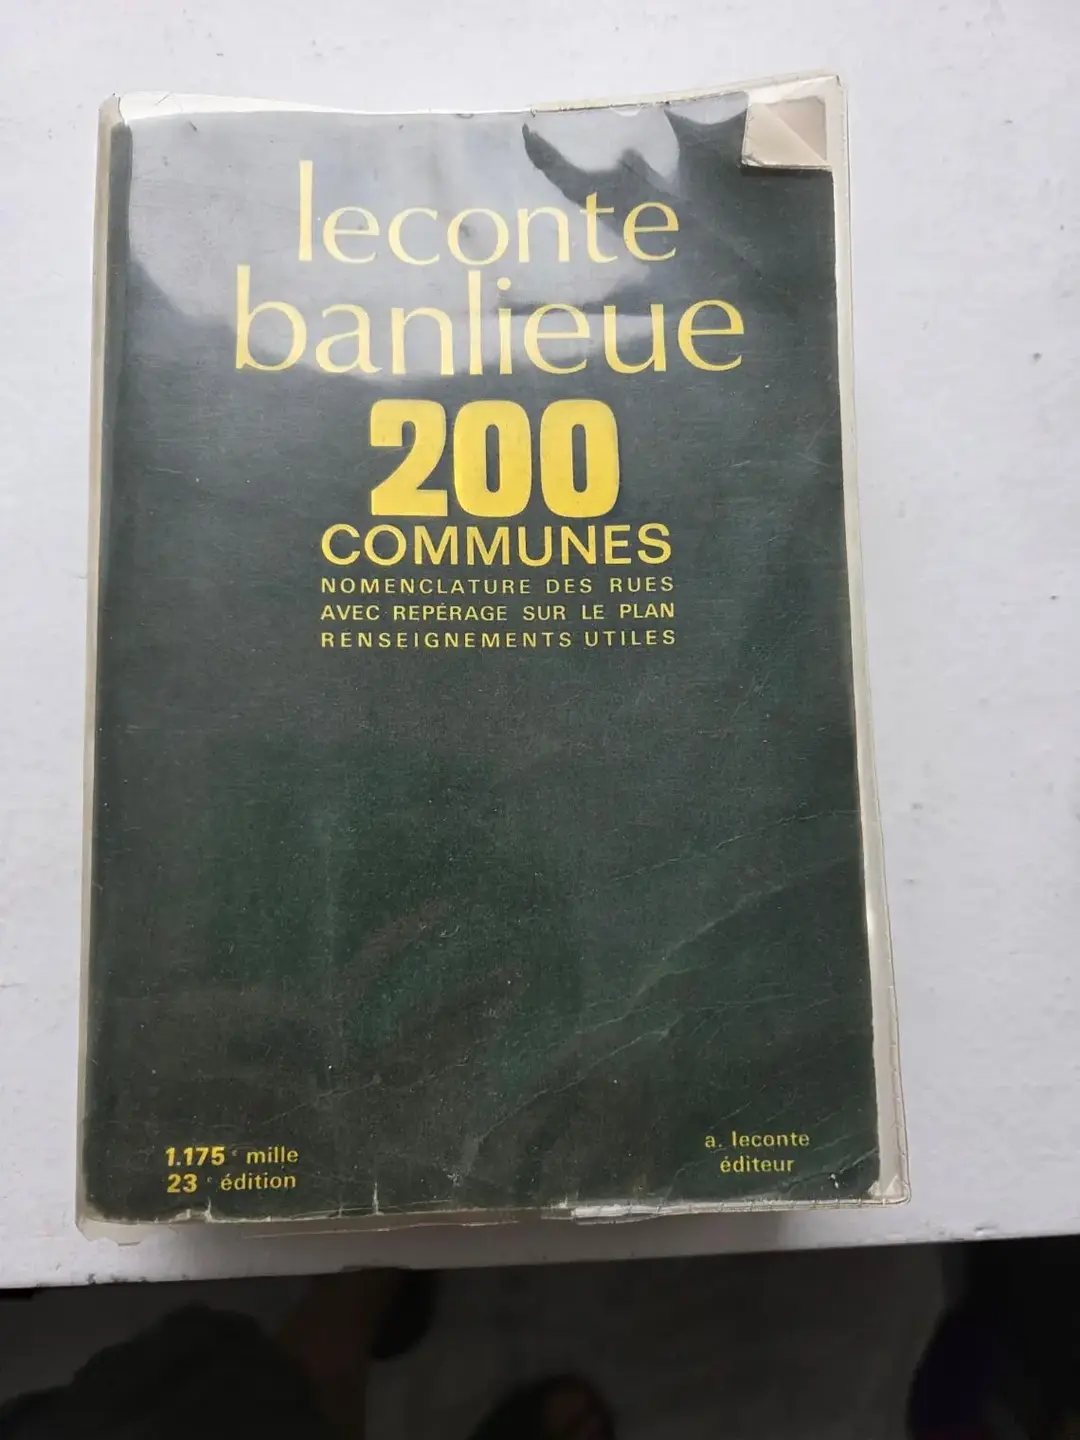 leconte
banlieue
200
COMMUNES
NOMENCLATURE DES RUES
AVEC REPÉRAGE SUR LE PLAN
RENSEIGNEMENTS UTILES
1.175e mille
23e édition
a. leconte
éditeur